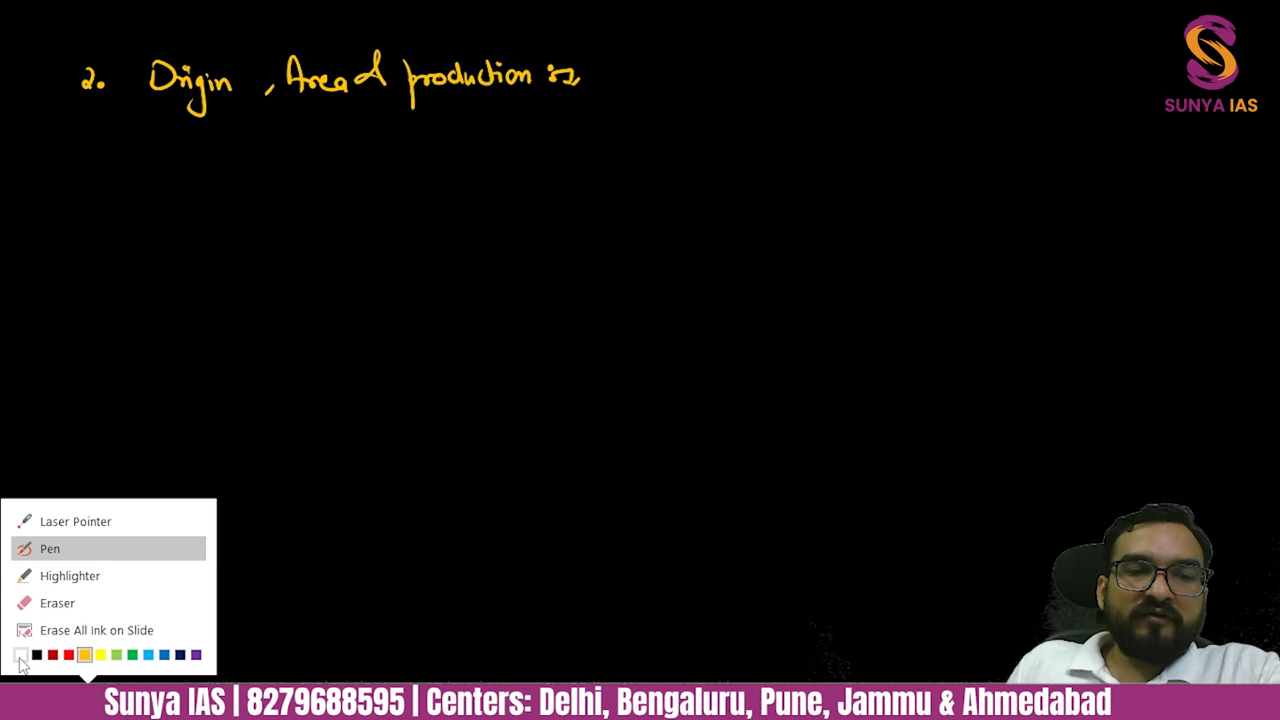 2. Origin, Area & production :-
SUNYA IAS
Laser Pointer
Pen
Highlighter
Eraser
Erase All Ink on Slide
Sunya IAS | 8279688595 | Centers: Delhi, Bengaluru, Pune, Jammu & Ahmedabad